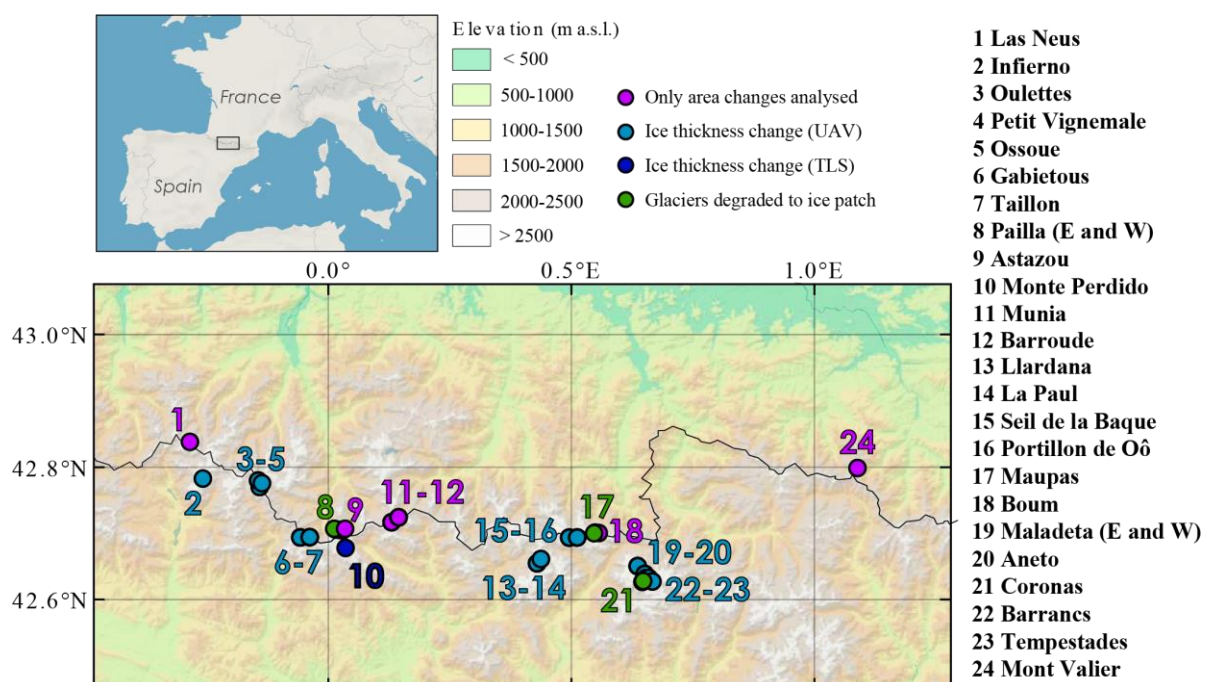 France
Spain
Elevation (m a.s.l.)
< 500
500-1000
1000-1500
1500-2000
2000-2500
> 2500
Only area changes analysed
Ice thickness change (UAV)
Ice thickness change (TLS)
Glaciers degraded to ice patch
0.0°
0.5°E
1.0°E
43.0°N
42.8°N
42.6°N
1
2
3-5
6-7
8
9
10
11-12
13-14
15-16
17
18
19-20
21
22-23
24
1 Las Neus
2 Infierno
3 Oulettes
4 Petit Vignemale
5 Ossoue
6 Gabietous
7 Taillon
8 Pailla (E and W)
9 Astazou
10 Monte Perdido
11 Munia
12 Barroude
13 Llardana
14 La Paul
15 Seil de la Baque
16 Portillon de Oô
17 Maupas
18 Boum
19 Maladeta (E and W)
20 Aneto
21 Coronas
22 Barrancs
23 Tempestades
24 Mont Valier